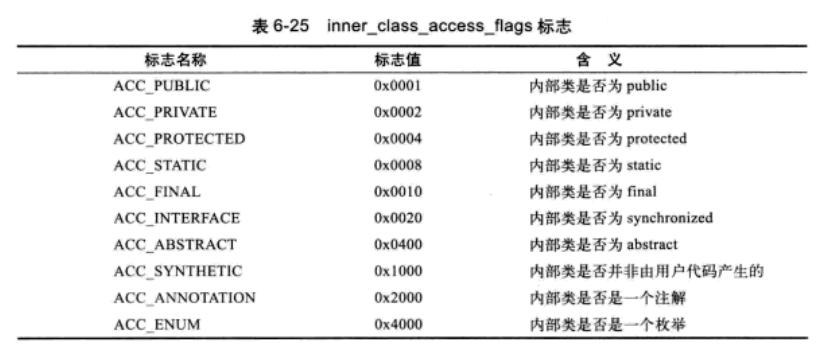 表 6-25 inner_class_access_flags 标志
标志名称 标志值 含 义
ACC_PUBLIC 0x0001 内部类是否为 public
ACC_PRIVATE 0x0002 内部类是否为 private
ACC_PROTECTED 0x0004 内部类是否为 protected
ACC_STATIC 0x0008 内部类是否为 static
ACC_FINAL 0x0010 内部类是否为 final
ACC_INTERFACE 0x0020 内部类是否为 synchronized
ACC_ABSTRACT 0x0400 内部类是否为 abstract
ACC_SYNTHETIC 0x1000 内部类是否并非由用户代码产生的
ACC_ANNOTATION 0x2000 内部类是否是一个注解
ACC_ENUM 0x4000 内部类是否是一个枚举